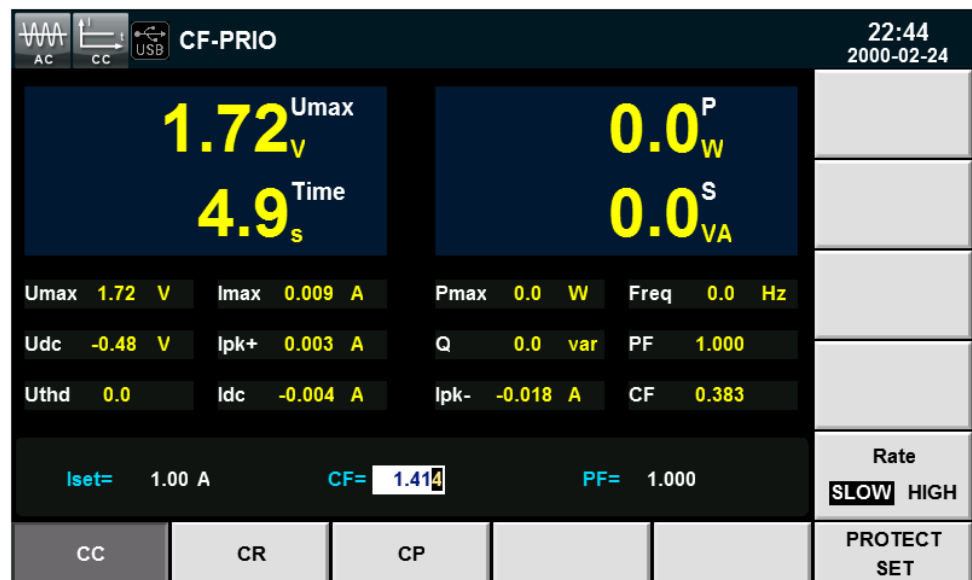 AC CC USB CF-PRIO 22:44
2000-02-24
1.72 Umax V 0.0 P W
4.9 Time s 0.0 S VA
Umax 1.72 V Imax 0.009 A Pmax 0.0 W Freq 0.0 Hz
Udc -0.48 V Ipk+ 0.003 A Q 0.0 var PF 1.000
Uthd 0.0 Idc -0.004 A Ipk- -0.018 A CF 0.383
Iset= 1.00 A CF= 1.414 PF= 1.000
Rate
SLOW HIGH
CC CR CP
PROTECT
SET